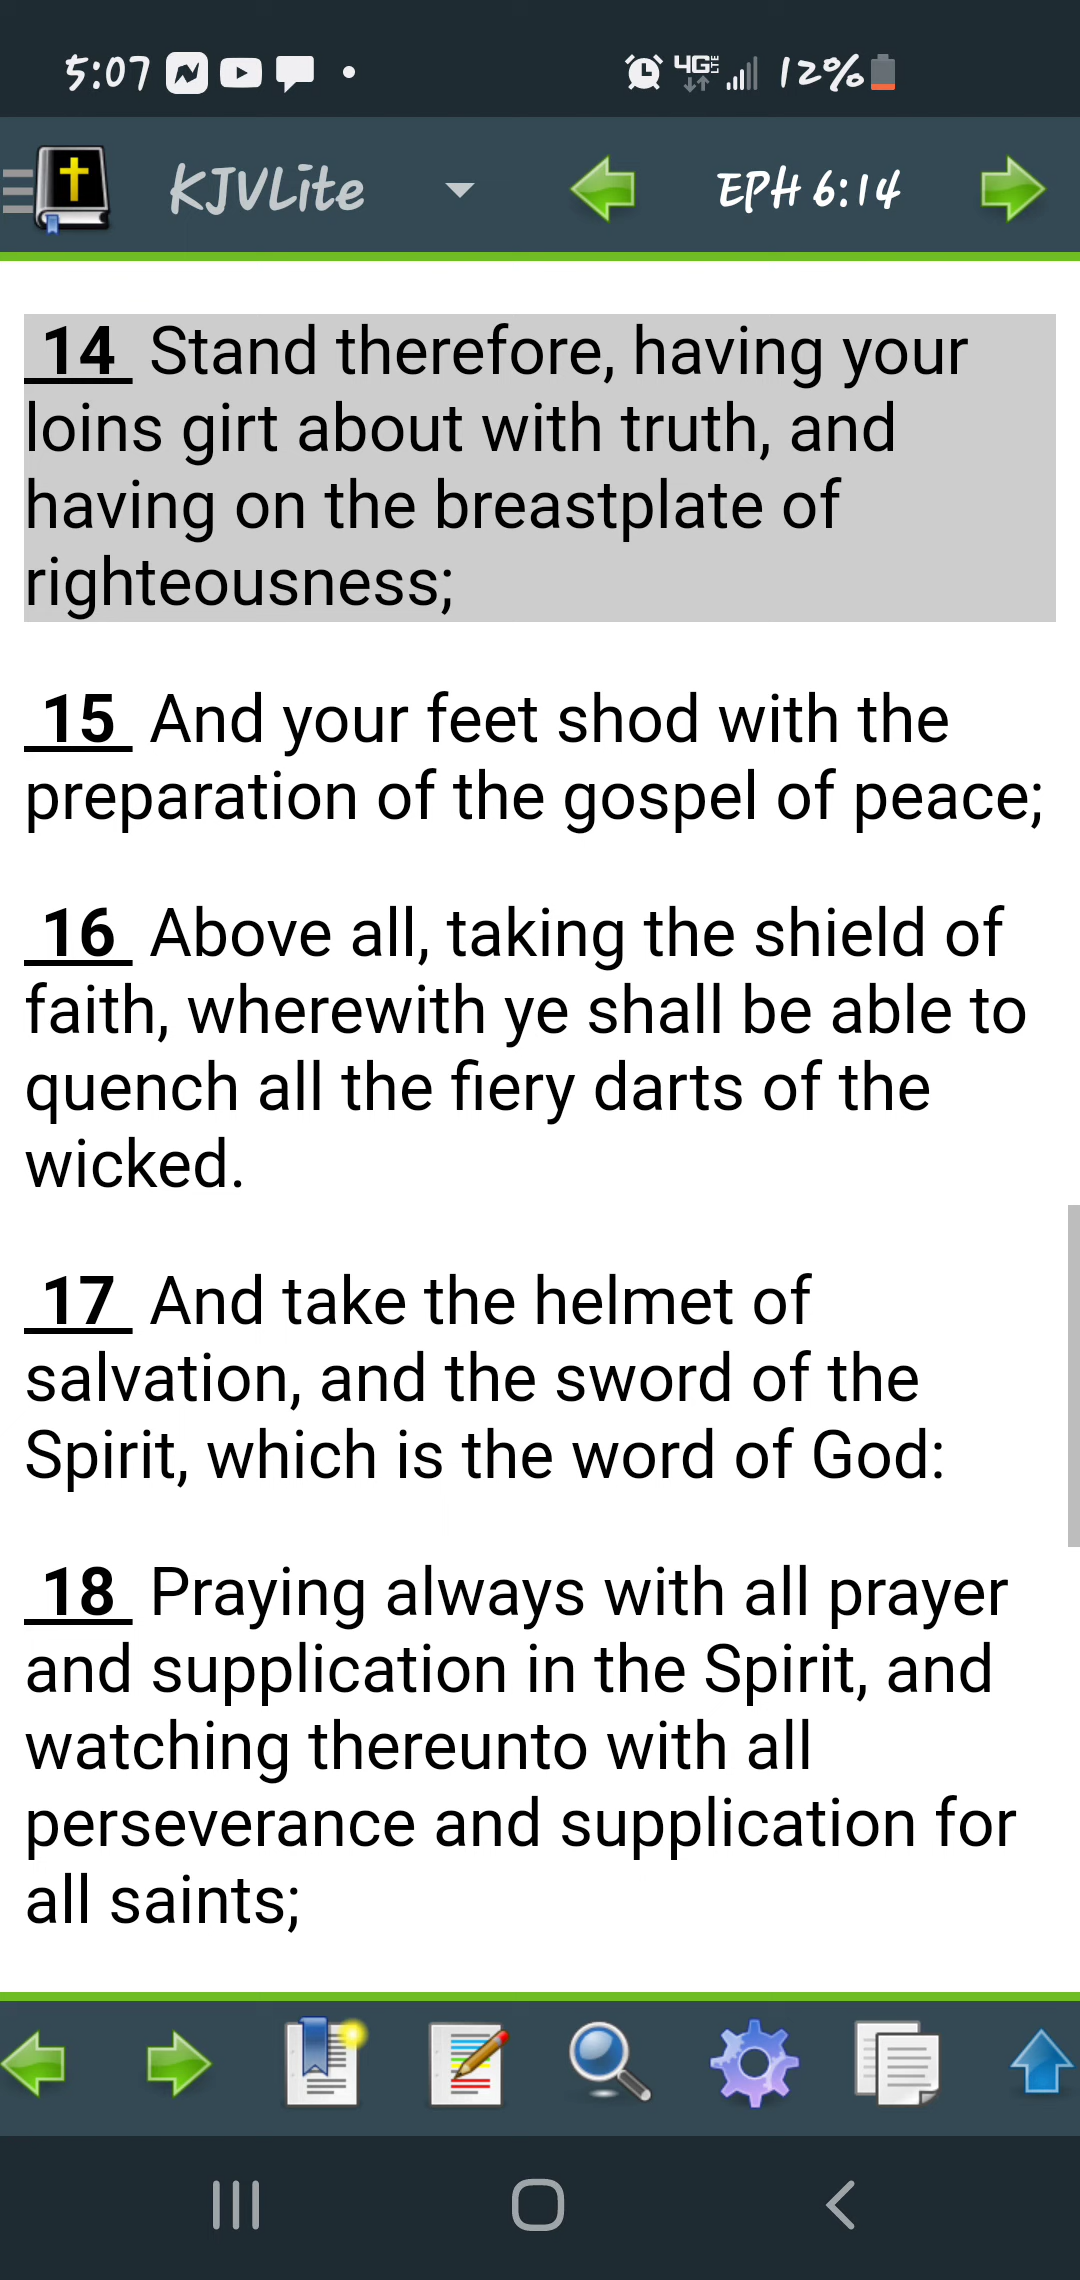 5:07 4G LTE 12%
KJVLite EPH 6:14
14 Stand therefore, having your
loins girt about with truth, and
having on the breastplate of
righteousness;
15 And your feet shod with the
preparation of the gospel of peace;
16 Above all, taking the shield of
faith, wherewith ye shall be able to
quench all the fiery darts of the
wicked.
17 And take the helmet of
salvation, and the sword of the
Spirit, which is the word of God:
18 Praying always with all prayer
and supplication in the Spirit, and
watching thereunto with all
perseverance and supplication for
all saints;